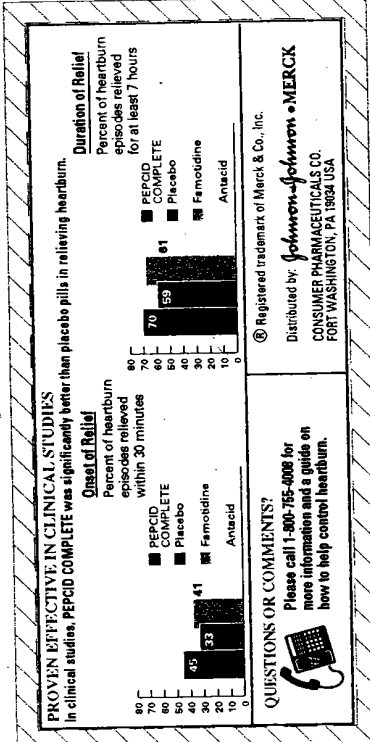 PROVEN EFFECTIVE IN CLINICAL STUDIES
In clinical studies, PEPCID COMPLETE was significantly better than placebo pills in relieving heartburn.
Onset of Relief
Percent of heartburn
episodes relieved
within 30 minutes
80
70
60
50
40
30
20
10
0
45
33
41
PEPCID
COMPLETE
Placebo
Famotidine
Antacid
Duration of Relief
Percent of heartburn
episodes relieved
for at least 7 hours
80
70
60
50
40
30
20
10
0
70
59
61
PEPCID
COMPLETE
Placebo
Famotidine
Antacid
QUESTIONS OR COMMENTS?
Please call 1-800-755-4008 for
more information and a guide on
how to help control heartburn.
® Registered trademark of Merck & Co., Inc.
Distributed by: Johnson & Johnson • MERCK
CONSUMER PHARMACEUTICALS CO.
FORT WASHINGTON, PA 19034 USA